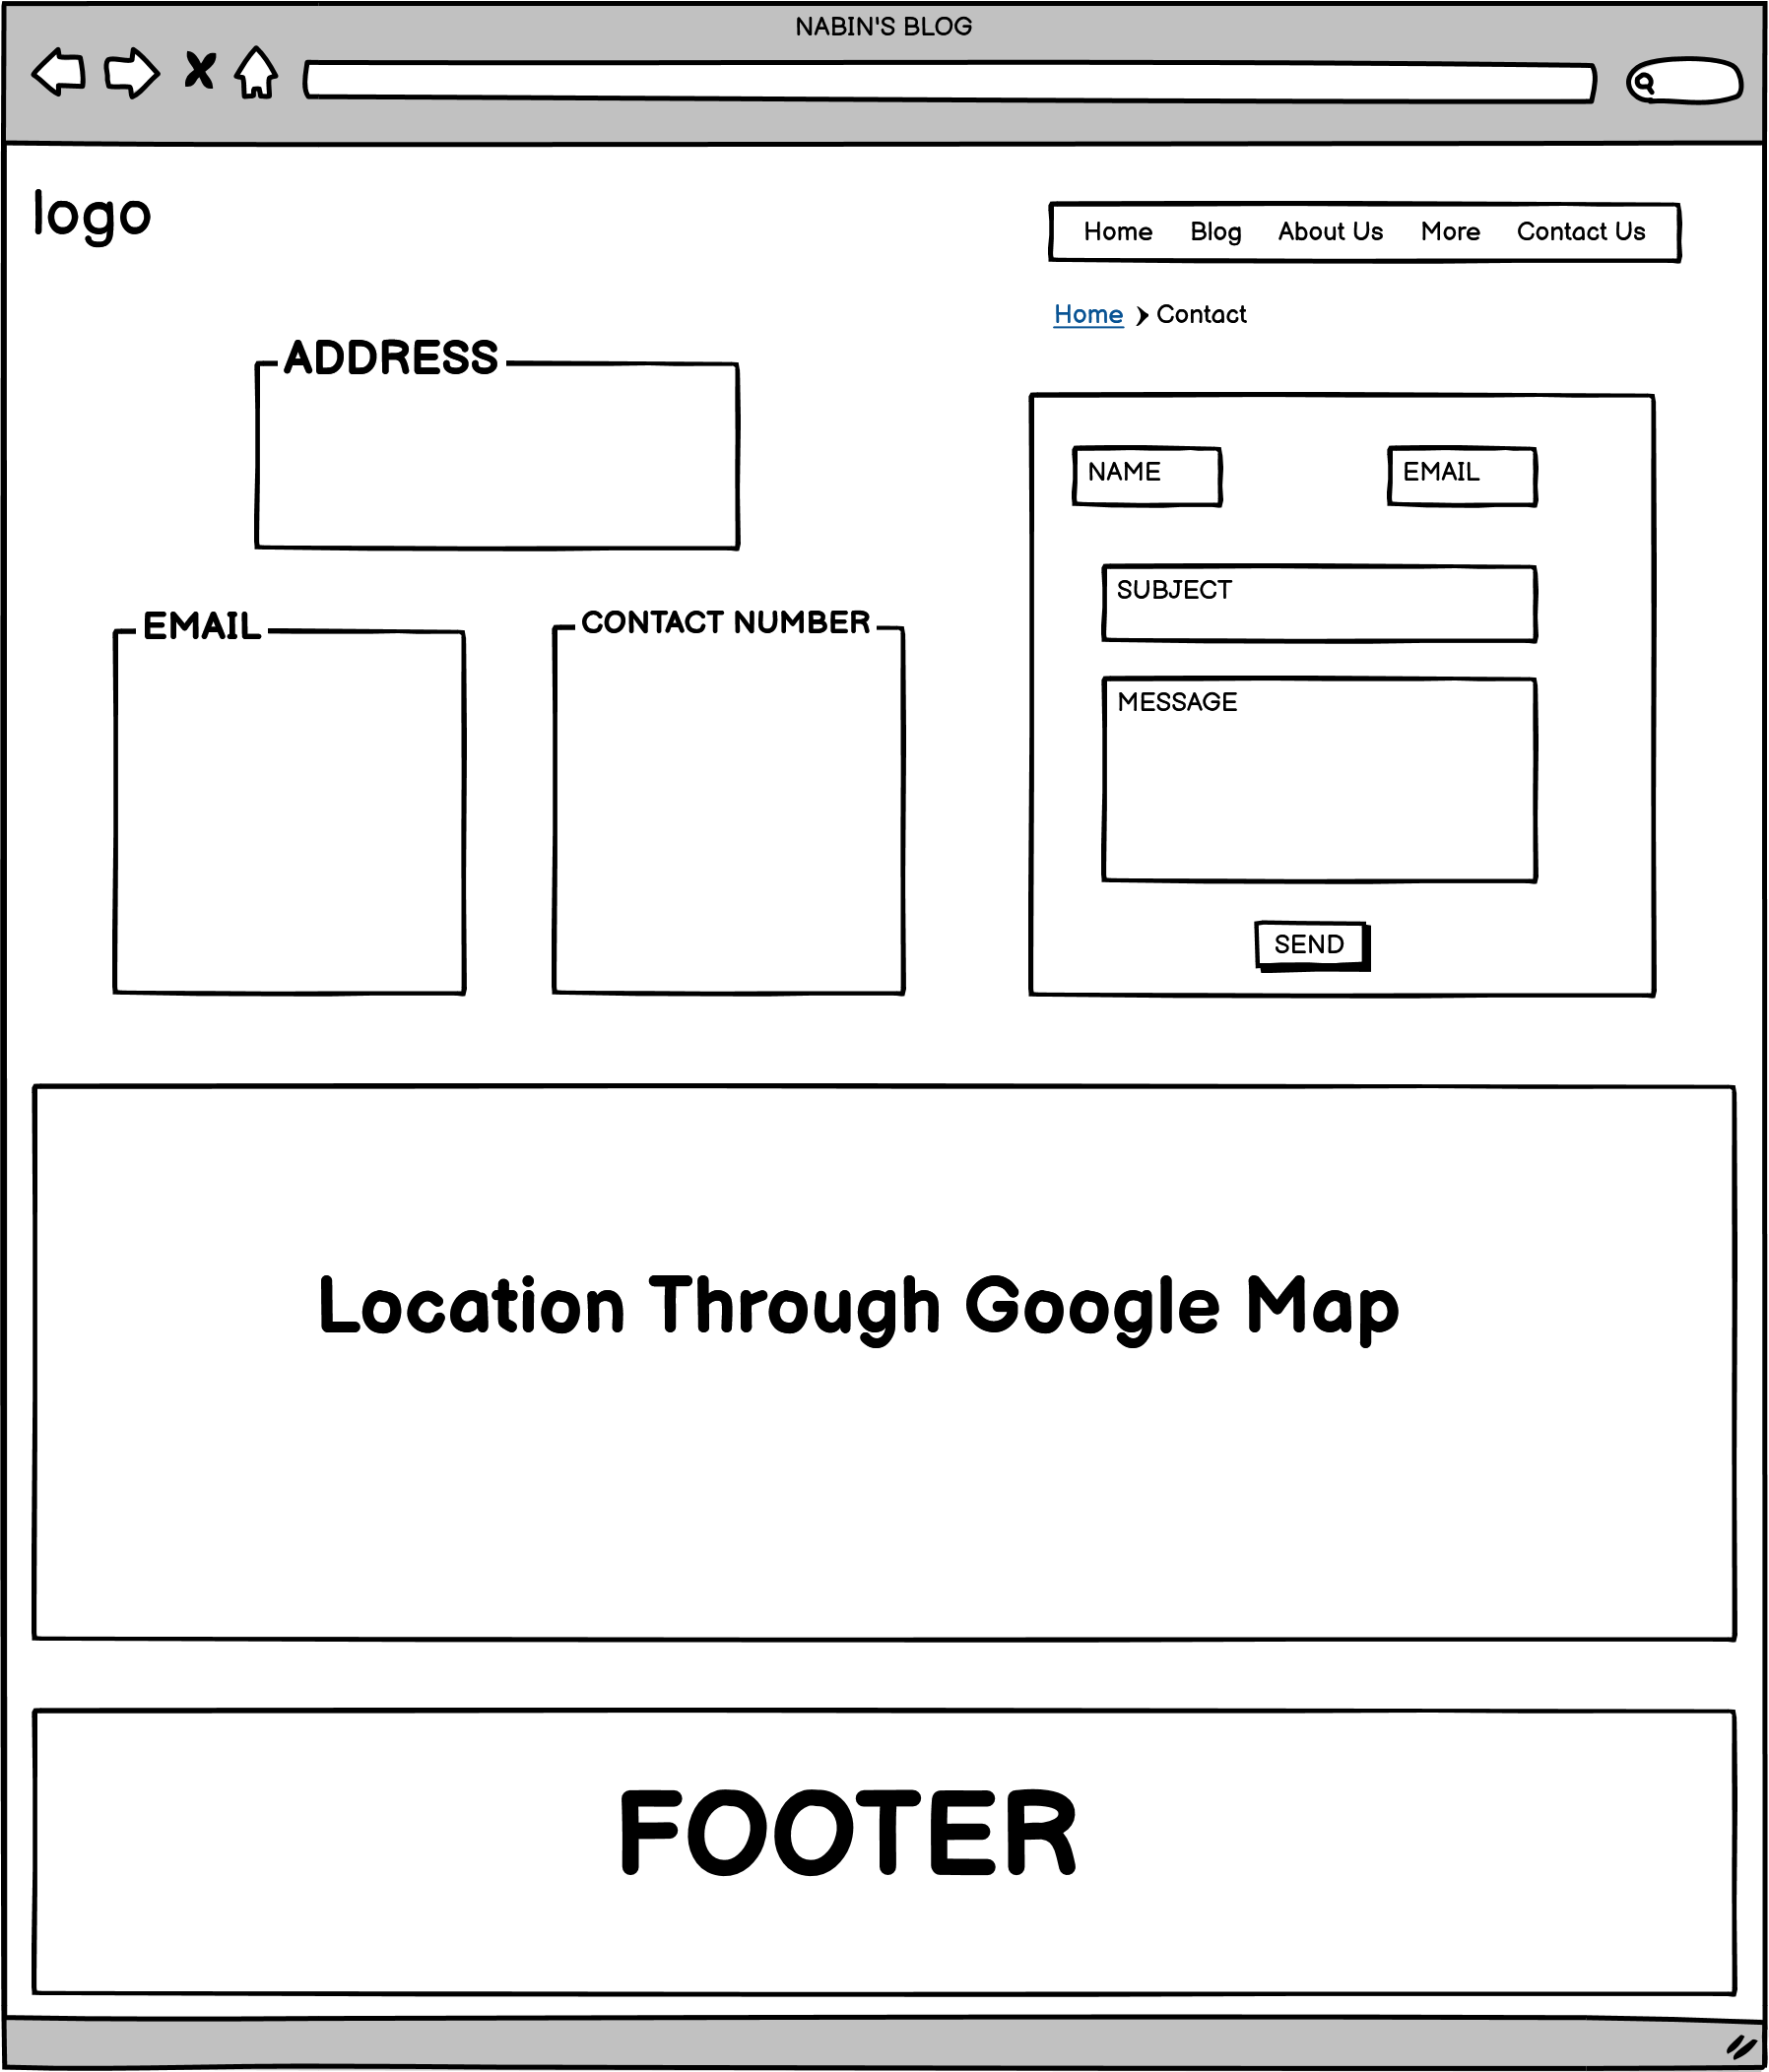 NABIN'S BLOG
logo
Home Blog About Us More Contact Us
Home Contact
ADDRESS
NAME EMAIL
SUBJECT
EMAIL CONTACT NUMBER
MESSAGE
SEND
Location Through Google Map
FOOTER